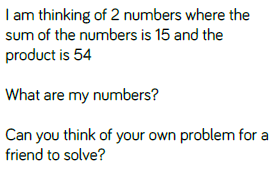 I am thinking of 2 numbers where the
sum of the numbers is 15 and the
product is 54
What are my numbers?
Can you think of your own problem for a
friend to solve?